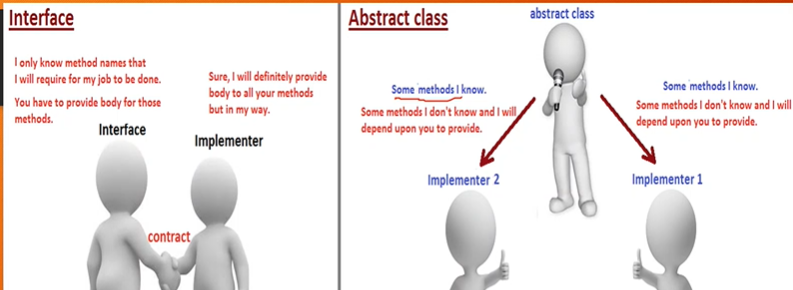 Interface
I only know method names that
I will require for my job to be done.
You have to provide body for those
methods.
Sure, I will definitely provide
body to all your methods
but in my way.
Interface
Implementer
contract
Abstract class
abstract class
Some methods I know.
Some methods I don't know and I will
depend upon you to provide.
Some methods I know.
Some methods I don't know and I will
depend upon you to provide.
Implementer 2
Implementer 1